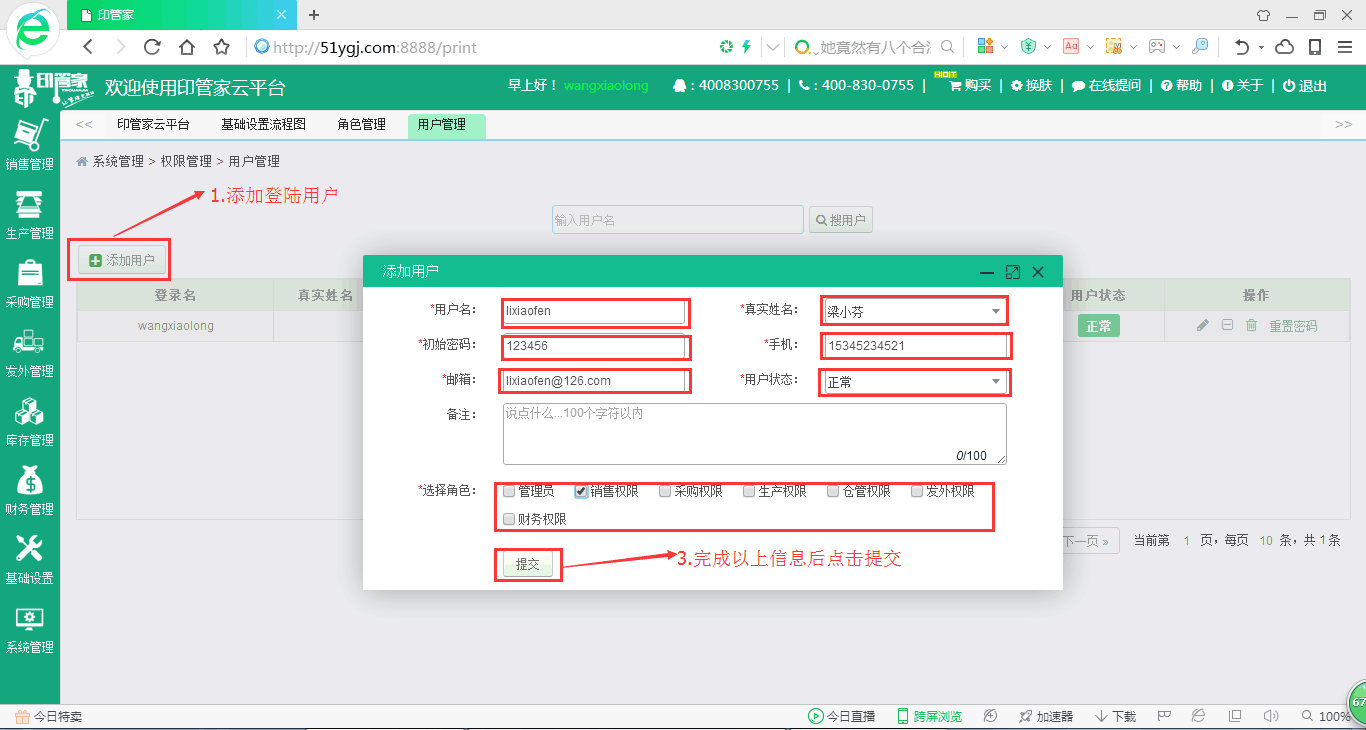 印管家
http://51ygj.com:8888/print
她竟然有八个合法
印管家
欢迎使用印管家云平台
早上好！ wangxiaolong : 4008300755 | : 400-830-0755 | HOT 购买 | 换肤 | 在线提问 | 帮助 | 关于 | 退出
<< 印管家云平台 基础设置流程图 角色管理 用户管理 >>
销售管理
生产管理
采购管理
发外管理
库存管理
财务管理
基础设置
系统管理
系统管理 > 权限管理 > 用户管理
1.添加登陆用户
输入用户名 搜用户
添加用户
登录名 真实姓名 用户状态 操作
wangxiaolong 正常 重置密码
添加用户
*用户名： lixiaofen *真实姓名： 梁小芬
*初始密码： 123456 *手机： 15345234521
*邮箱： lixiaofen@126.com *用户状态： 正常
备注： 说点什么...100个字符以内
0/100
*选择角色： 管理员 销售权限 采购权限 生产权限 仓管权限 发外权限
财务权限
提交
3.完成以上信息后点击提交
下一页 » 当前第 1 页，每页 10 条，共 1 条
今日特卖 今日直播 跨屏浏览 加速器 下载 100%
67